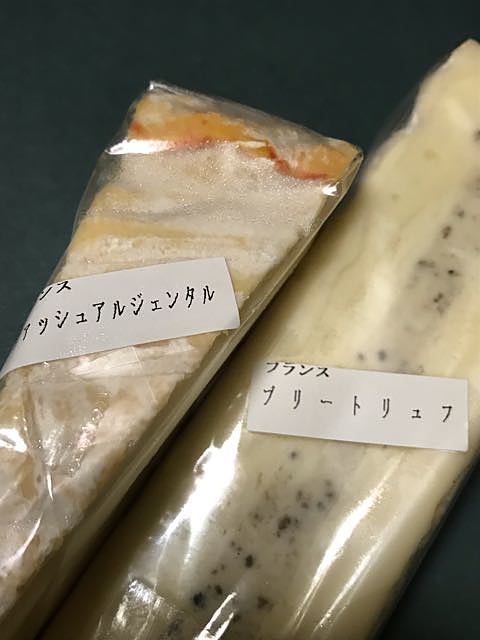 ンス
ァッシュアルジェンタル
フランス
ブリートリュフ